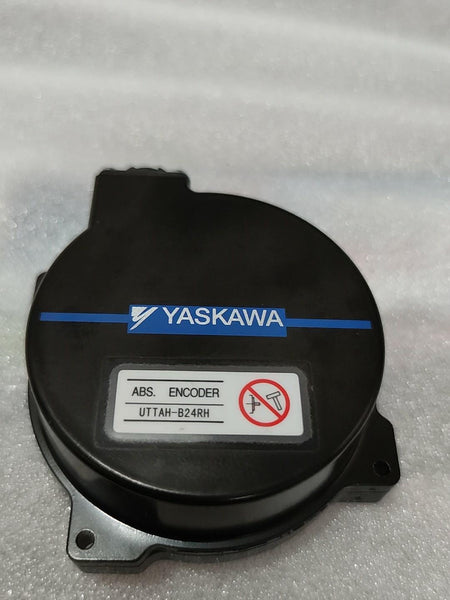 YASKAWA
ABS. ENCODER
UTTAH-B24RH